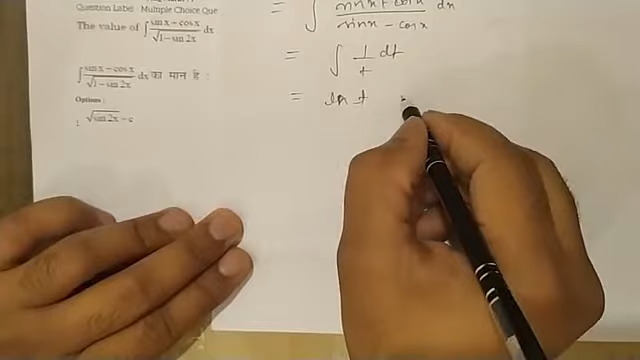 Question Label : Multiple Choice Que
The value of ∫ sin x − cos x / √1−sin 2x dx
∫ sin x − cos x / √1−sin 2x dx का मान है :
Options :
1. √sin 2x − c
= ∫ sin x + cos x / sin x − cos x dx
= ∫ 1/t dt
= ln t